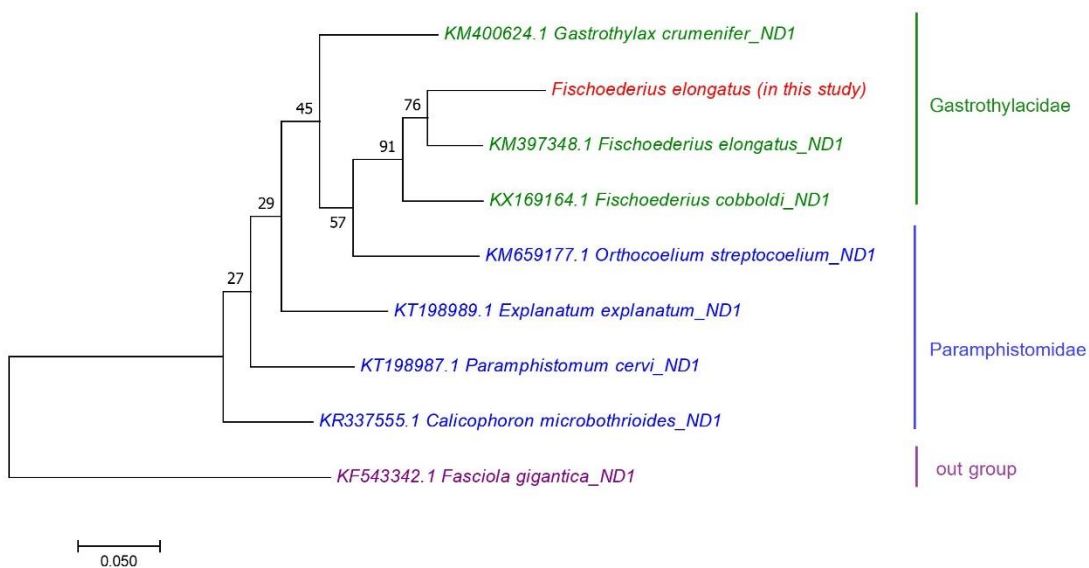 KM400624.1 Gastrothylax crumenifer_ND1
Fischoederius elongatus (in this study)
76
45
Gastrothylacidae
KM397348.1 Fischoederius elongatus_ND1
91
KX169164.1 Fischoederius cobboldi_ND1
29
57
KM659177.1 Orthocoelium streptocoelium_ND1
27
KT198989.1 Explanatum explanatum_ND1
Paramphistomidae
KT198987.1 Paramphistomum cervi_ND1
KR337555.1 Calicophoron microbothrioides_ND1
KF543342.1 Fasciola gigantica_ND1
out group
0.050